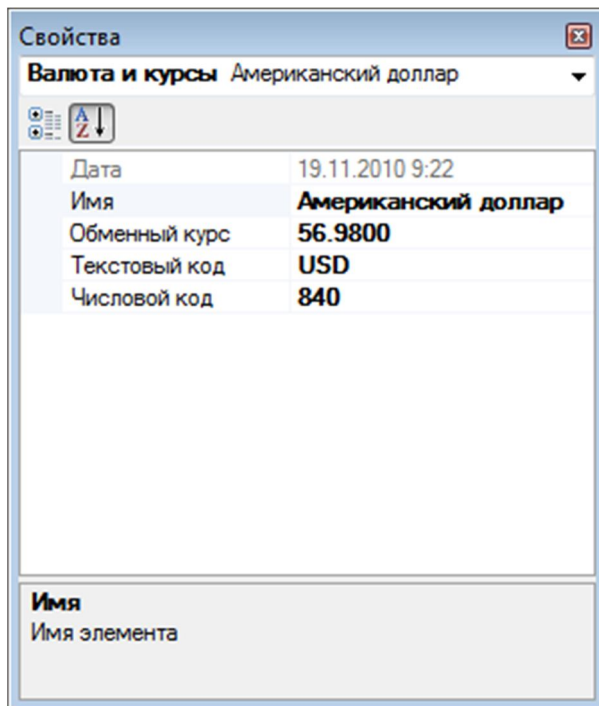 Свойства
Валюта и курсы Американский доллар
AZ
Дата 19.11.2010 9:22
Имя Американский доллар
Обменный курс 56.9800
Текстовый код USD
Числовой код 840
Имя
Имя элемента